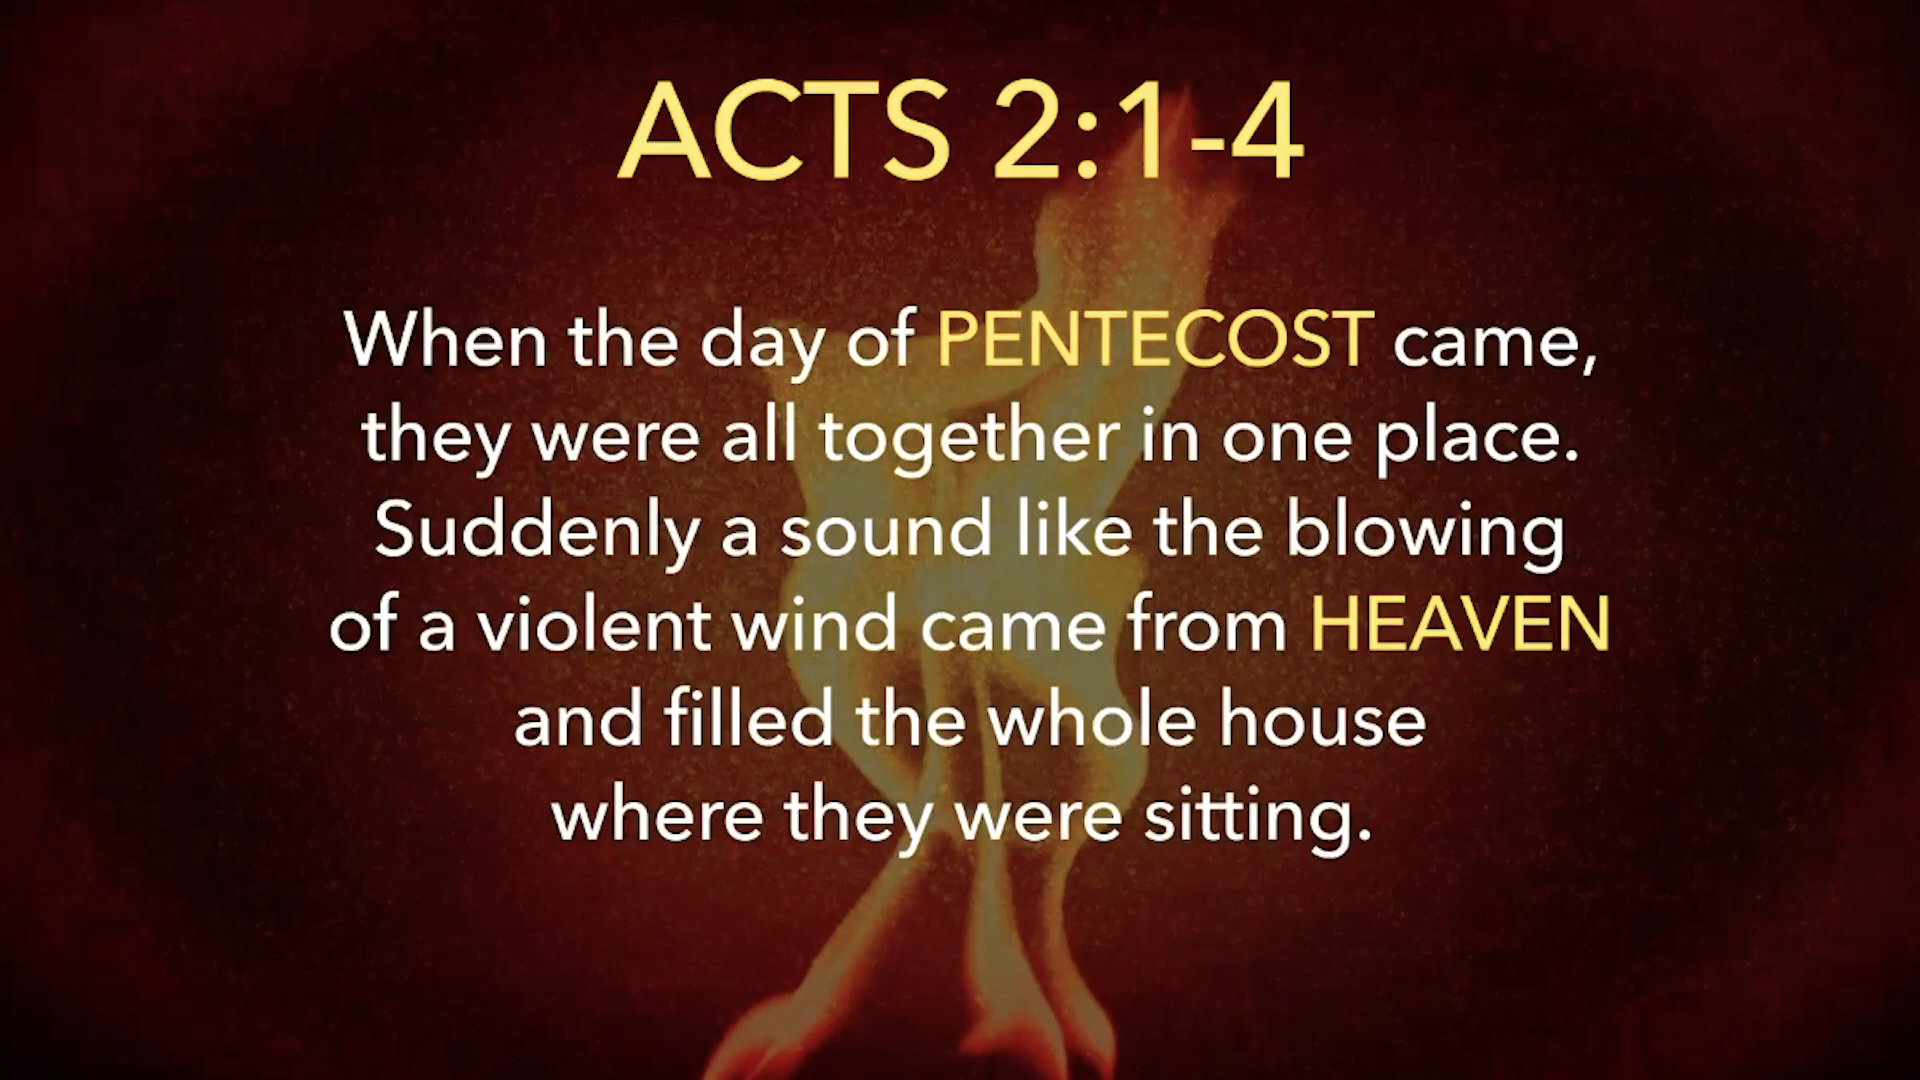 ACTS 2:1-4
When the day of PENTECOST came,
they were all together in one place.
Suddenly a sound like the blowing
of a violent wind came from HEAVEN
and filled the whole house
where they were sitting.